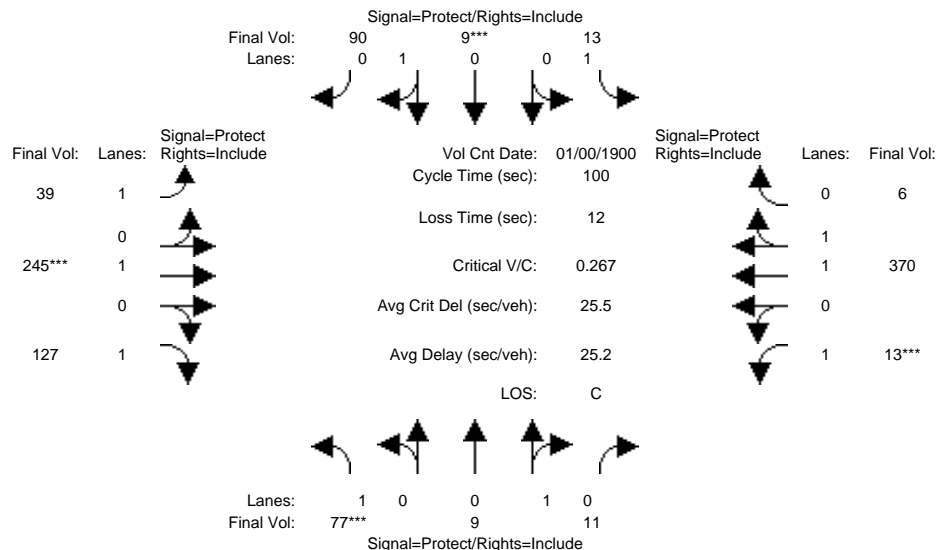 Signal=Protect/Rights=Include
Final Vol: 90 9*** 13
Lanes: 0 1 0 0 1
Signal=Protect Signal=Protect
Final Vol: Lanes: Rights=Include Vol Cnt Date: 01/00/1900 Rights=Include Lanes: Final Vol:
Cycle Time (sec): 100
39 1 0 6
Loss Time (sec): 12
0 1
245*** 1 Critical V/C: 0.267 1 370
0 Avg Crit Del (sec/veh): 25.5 0
127 1 Avg Delay (sec/veh): 25.2 1 13***
LOS: C
Lanes: 1 0 0 1 0
Final Vol: 77*** 9 11
Signal=Protect/Rights=Include